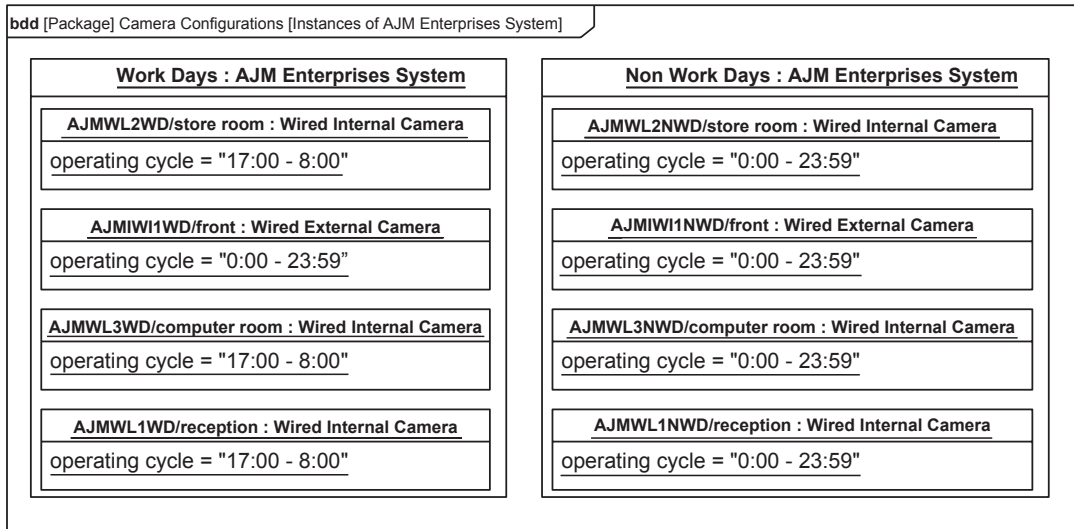 bdd [Package] Camera Configurations [Instances of AJM Enterprises System]
Work Days : AJM Enterprises System
AJMWL2WD/store room : Wired Internal Camera
operating cycle = "17:00 - 8:00"
AJMIWI1WD/front : Wired External Camera
operating cycle = "0:00 - 23:59”
AJMWL3WD/computer room : Wired Internal Camera
operating cycle = "17:00 - 8:00"
AJMWL1WD/reception : Wired Internal Camera
operating cycle = "17:00 - 8:00"
Non Work Days : AJM Enterprises System
AJMWL2NWD/store room : Wired Internal Camera
operating cycle = "0:00 - 23:59"
AJMIWI1NWD/front : Wired External Camera
operating cycle = "0:00 - 23:59"
AJMWL3NWD/computer room : Wired Internal Camera
operating cycle = "0:00 - 23:59"
AJMWL1NWD/reception : Wired Internal Camera
operating cycle = "0:00 - 23:59"